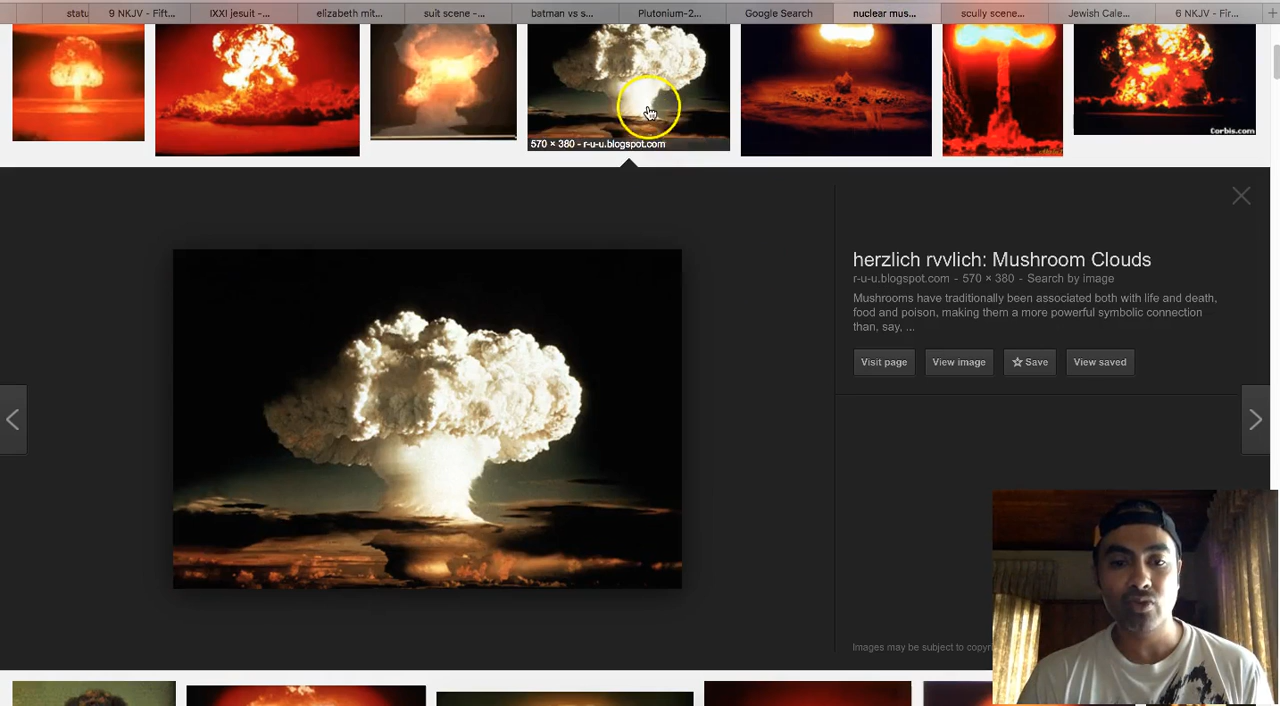 statu
9 NKJV - Fift...
IXXI jesuit -...
elizabeth mit...
suit scene -...
batman vs s...
Plutonium-2...
Google Search
nuclear mus...
scully scene...
Jewish Cale...
6 NKJV - Fir...
570 × 380 - r-u-u.blogspot.com
Corbis.com
herzlich rvvlich: Mushroom Clouds
r-u-u.blogspot.com - 570 × 380 - Search by image
Mushrooms have traditionally been associated both with life and death,
food and poison, making them a more powerful symbolic connection
than, say, ...
Visit page
View image
Save
View saved
Images may be subject to copyri